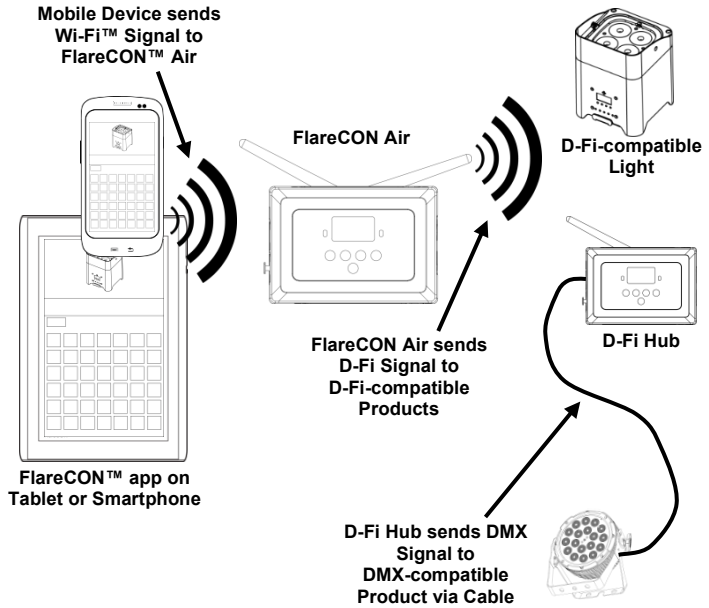 Mobile Device sends
Wi-Fi™ Signal to
FlareCON™ Air
FlareCON Air
D-Fi-compatible
Light
FlareCON Air sends
D-Fi Signal to
D-Fi-compatible
Products
D-Fi Hub
FlareCON™ app on
Tablet or Smartphone
D-Fi Hub sends DMX
Signal to
DMX-compatible
Product via Cable